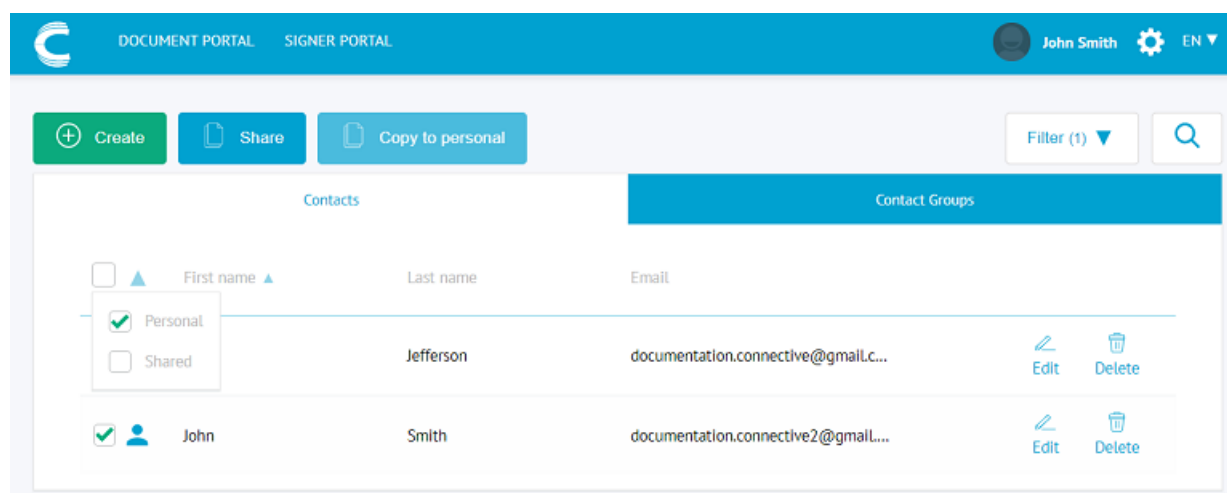 DOCUMENT PORTAL SIGNER PORTAL John Smith EN
Create Share Copy to personal Filter (1)
Contacts Contact Groups
First name Last name Email
Personal
Shared
Jefferson documentation.connective@gmail.c... Edit Delete
John Smith documentation.connective2@gmail.... Edit Delete